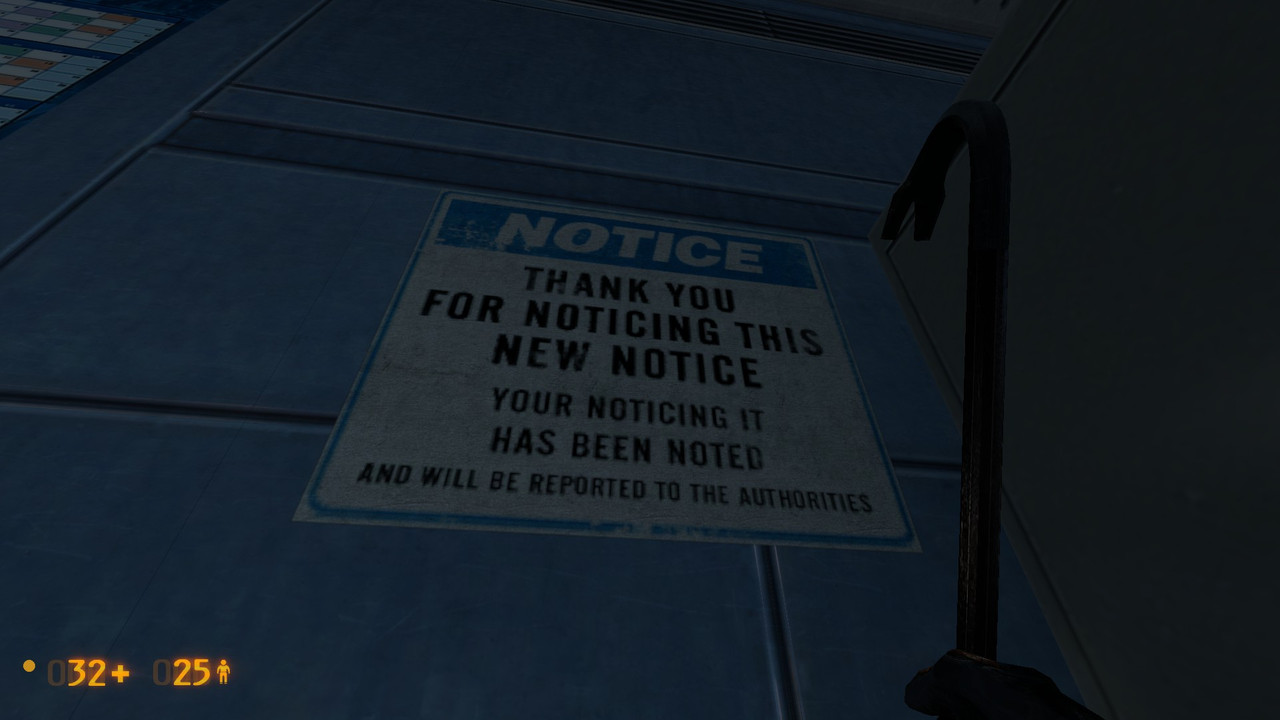 NOTICE
THANK YOU
FOR NOTICING THIS
NEW NOTICE
YOUR NOTICING IT
HAS BEEN NOTED
AND WILL BE REPORTED TO THE AUTHORITIES
032+ 025